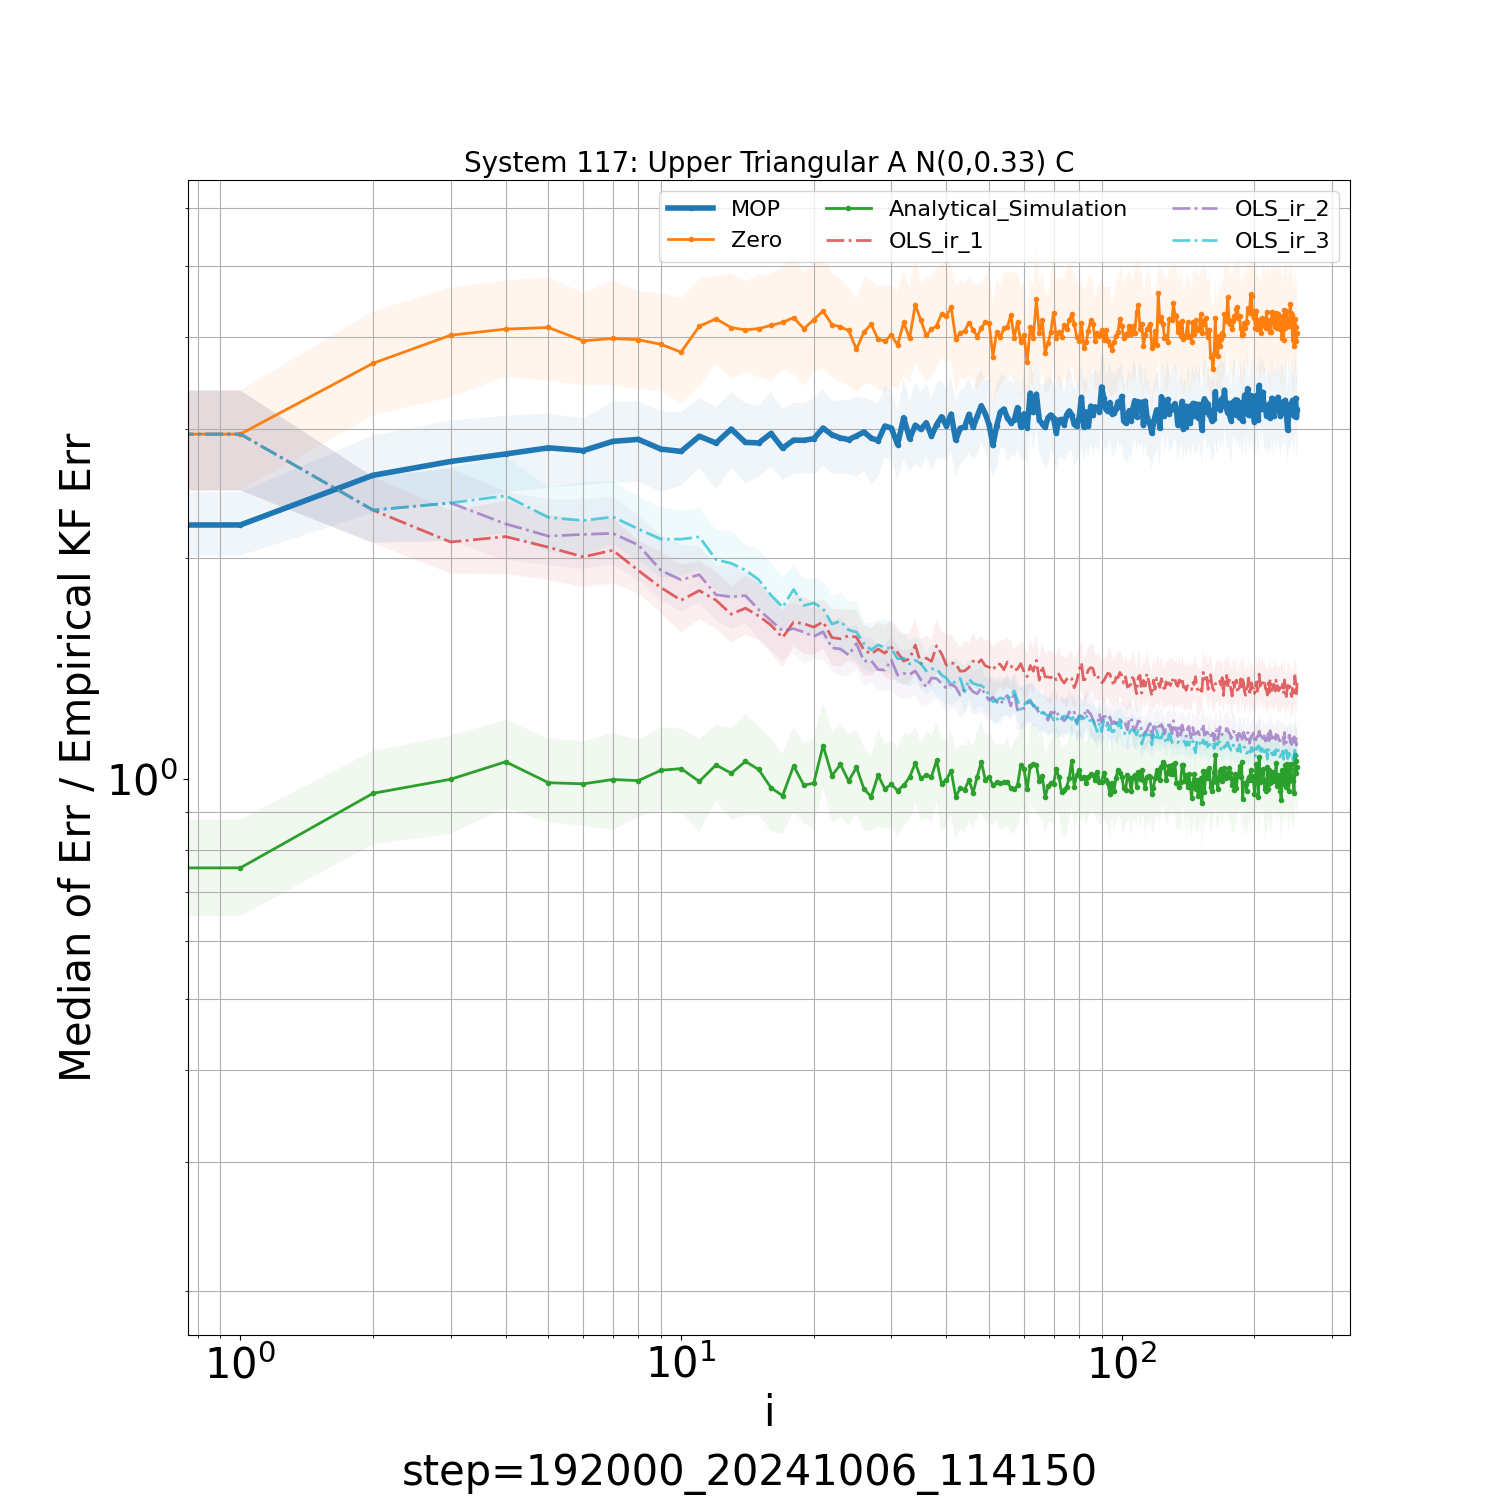 System 117: Upper Triangular A N(0,0.33) C
MOP
Zero
Analytical_Simulation
OLS_ir_1
OLS_ir_2
OLS_ir_3
Median of Err / Empirical KF Err
10⁰
10⁰
10¹
10²
i
step=192000_20241006_114150